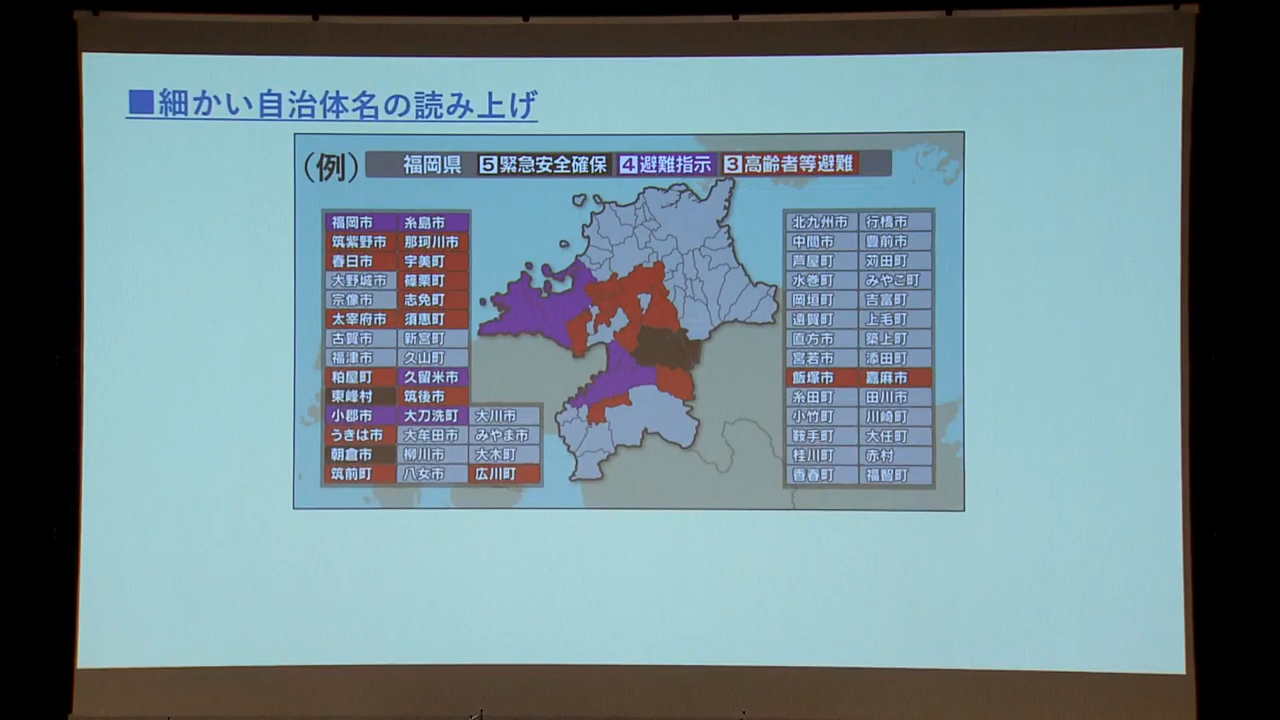 ■細かい自治体名の読み上げ
(例) 福岡県 5緊急安全確保 4避難指示 3高齢者等避難
福岡市 糸島市
筑紫野市 那珂川市
春日市 宇美町
大野城市 篠栗町
宗像市 志免町
太宰府市 須恵町
古賀市 新宮町
福津市 久山町
粕屋町 久留米市
東峰村 筑後市
小郡市 大刀洗町 大川市
うきは市 大牟田市 みやま市
朝倉市 柳川市 大木町
筑前町 八女市 広川町
北九州市 行橋市
中間市 豊前市
芦屋町 苅田町
水巻町 みやこ町
岡垣町 吉富町
遠賀町 上毛町
直方市 築上町
宮若市 添田町
飯塚市 嘉麻市
糸田町 田川市
小竹町 川崎町
鞍手町 大任町
桂川町 赤村
香春町 福智町